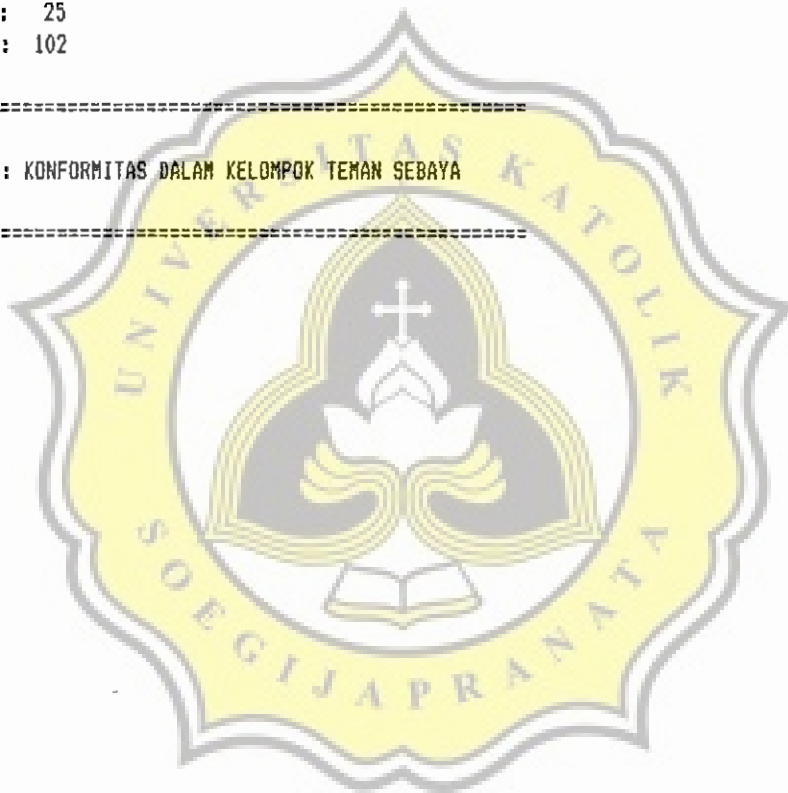 : 25
: 102
==================================================
: KONFORMITAS DALAM KELOMPOK TEMAN SEBAYA
==================================================
UNIVERSITAS KATOLIK
SOEGIJAPRANATA